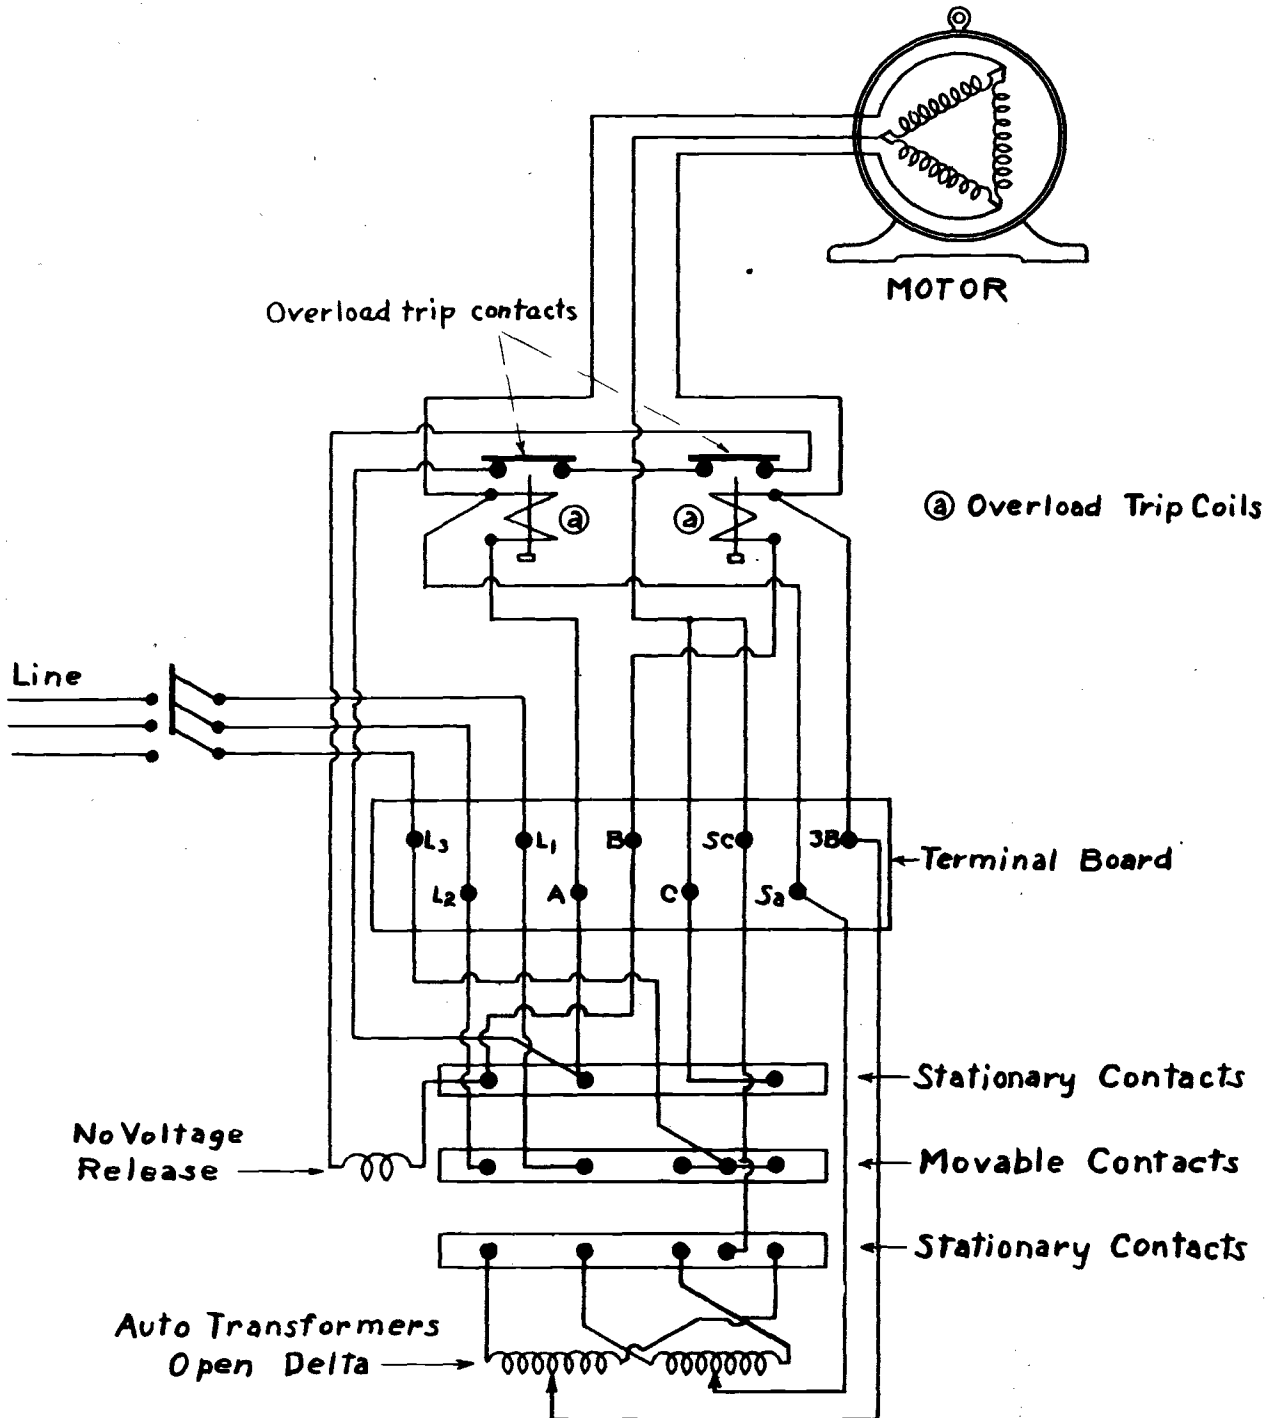 MOTOR
Overload trip contacts
ⓐ ⓐ
ⓐ Overload Trip Coils
Line
L3 L1 B Sc 3B
L2 A C Sa
Terminal Board
Stationary Contacts
No Voltage
Release
Movable Contacts
Stationary Contacts
Auto Transformers
Open Delta